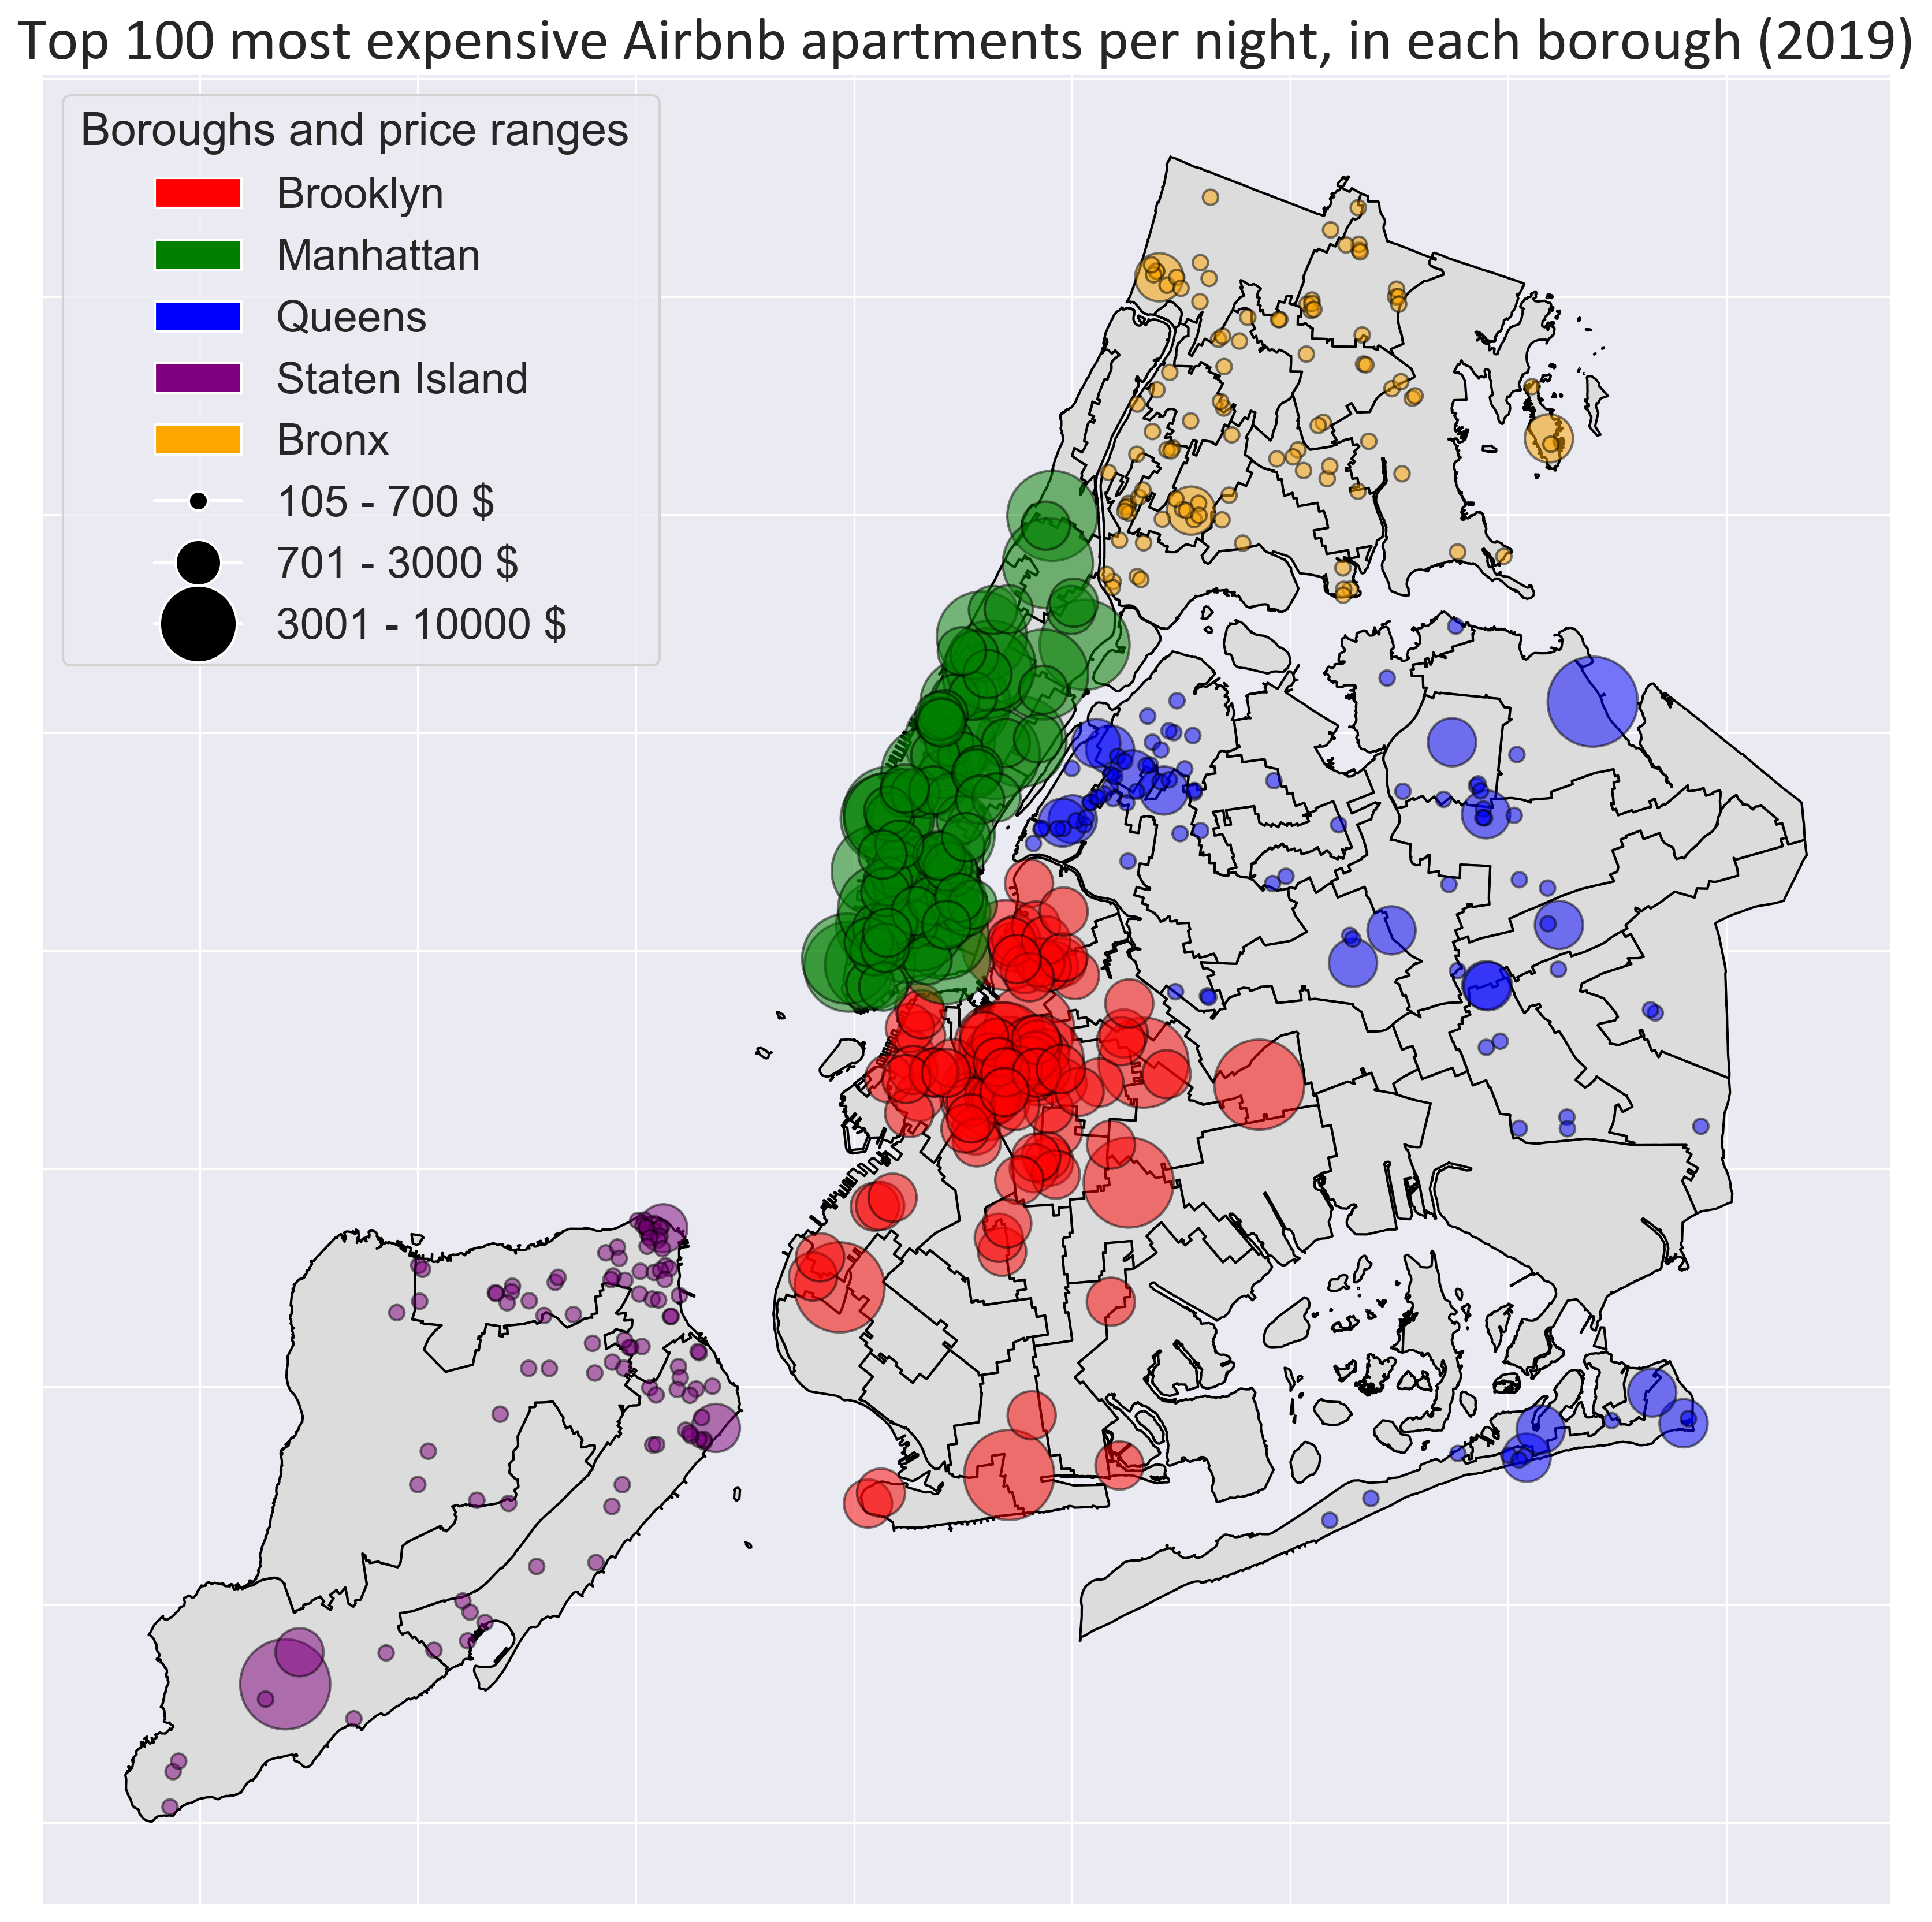 Top 100 most expensive Airbnb apartments per night, in each borough (2019)
Boroughs and price ranges
Brooklyn
Manhattan
Queens
Staten Island
Bronx
105 - 700 $
701 - 3000 $
3001 - 10000 $